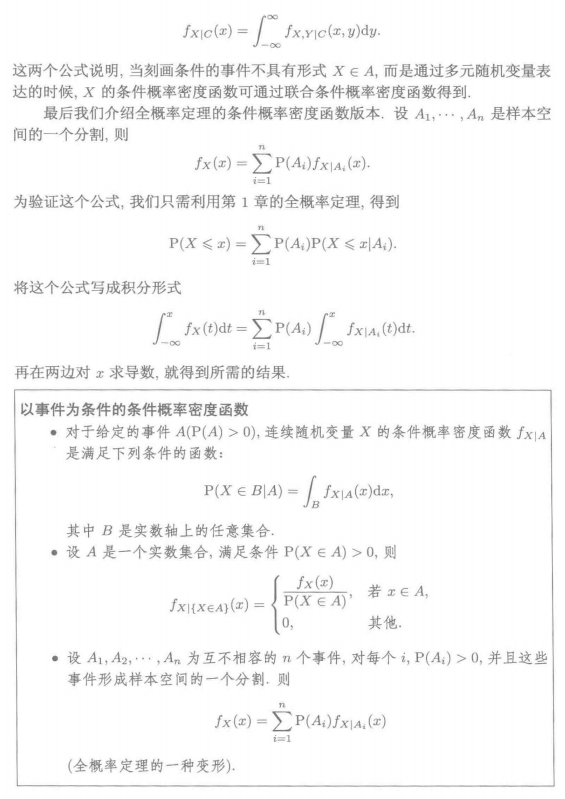 $f_{X|C}(x) = \int_{-\infty}^{\infty} f_{X,Y|C}(x,y)\mathrm{d}y.$
这两个公式说明, 当刻画条件的事件不具有形式 $X \in A$, 而是通过多元随机变量表
达的时候, $X$ 的条件概率密度函数可通过联合条件概率密度函数得到.
最后我们介绍全概率定理的条件概率密度函数版本. 设 $A_1, \cdots, A_n$ 是样本空
间的一个分割, 则
$f_X(x) = \sum_{i=1}^{n} \mathrm{P}(A_i) f_{X|A_i}(x).$
为验证这个公式, 我们只需利用第 1 章的全概率定理, 得到
$\mathrm{P}(X \leqslant x) = \sum_{i=1}^{n} \mathrm{P}(A_i)\mathrm{P}(X \leqslant x|A_i).$
将这个公式写成积分形式
$\int_{-\infty}^{x} f_X(t)\mathrm{d}t = \sum_{i=1}^{n} \mathrm{P}(A_i) \int_{-\infty}^{x} f_{X|A_i}(t)\mathrm{d}t.$
再在两边对 $x$ 求导数, 就得到所需的结果.
以事件为条件的条件概率密度函数
• 对于给定的事件 $A(\mathrm{P}(A) > 0)$, 连续随机变量 $X$ 的条件概率密度函数 $f_{X|A}$
是满足下列条件的函数:
$\mathrm{P}(X \in B|A) = \int_B f_{X|A}(x)\mathrm{d}x,$
其中 $B$ 是实数轴上的任意集合.
• 设 $A$ 是一个实数集合, 满足条件 $\mathrm{P}(X \in A) > 0$, 则
$f_{X|\{X \in A\}}(x) = \begin{cases} \dfrac{f_X(x)}{\mathrm{P}(X \in A)}, & 若 x \in A, \\ 0, & 其他. \end{cases}$
• 设 $A_1, A_2, \cdots, A_n$ 为互不相容的 $n$ 个事件, 对每个 $i$, $\mathrm{P}(A_i) > 0$, 并且这些
事件形成样本空间的一个分割. 则
$f_X(x) = \sum_{i=1}^{n} \mathrm{P}(A_i) f_{X|A_i}(x)$
(全概率定理的一种变形).